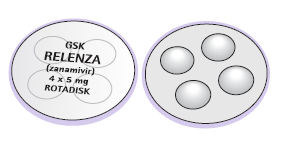 GSK
RELENZA
(zanamivir)
4 x 5 mg
ROTADISK